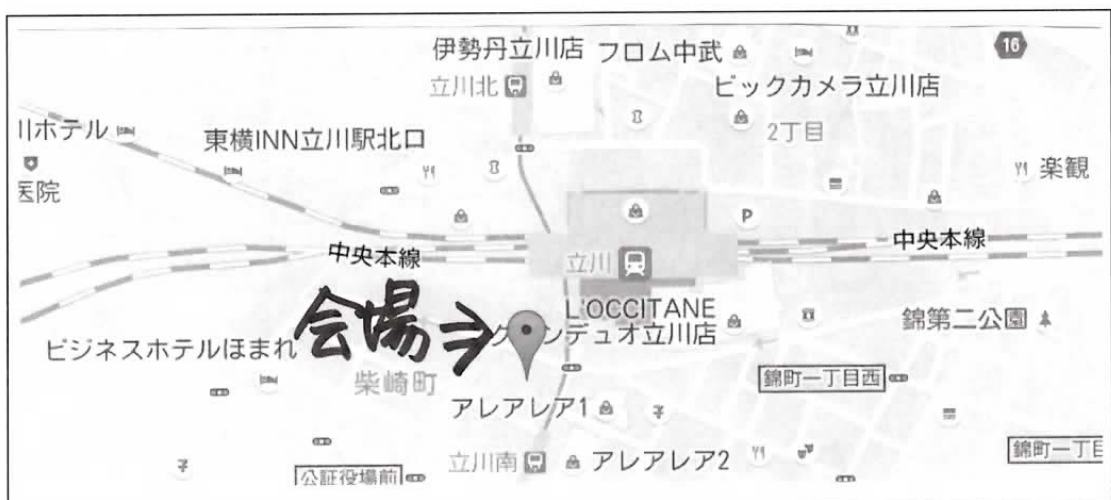 伊勢丹立川店
フロム中武
16
立川北
ビックカメラ立川店
川ホテル
東横INN立川駅北口
2丁目
医院
楽観
P
中央本線
中央本線
立川
会場⇒
L'OCCITANE
グランデュオ立川店
錦第二公園
ビジネスホテルほまれ
柴崎町
錦町一丁目西
アレアレア1
立川南
アレアレア2
錦町一丁目
公証役場前